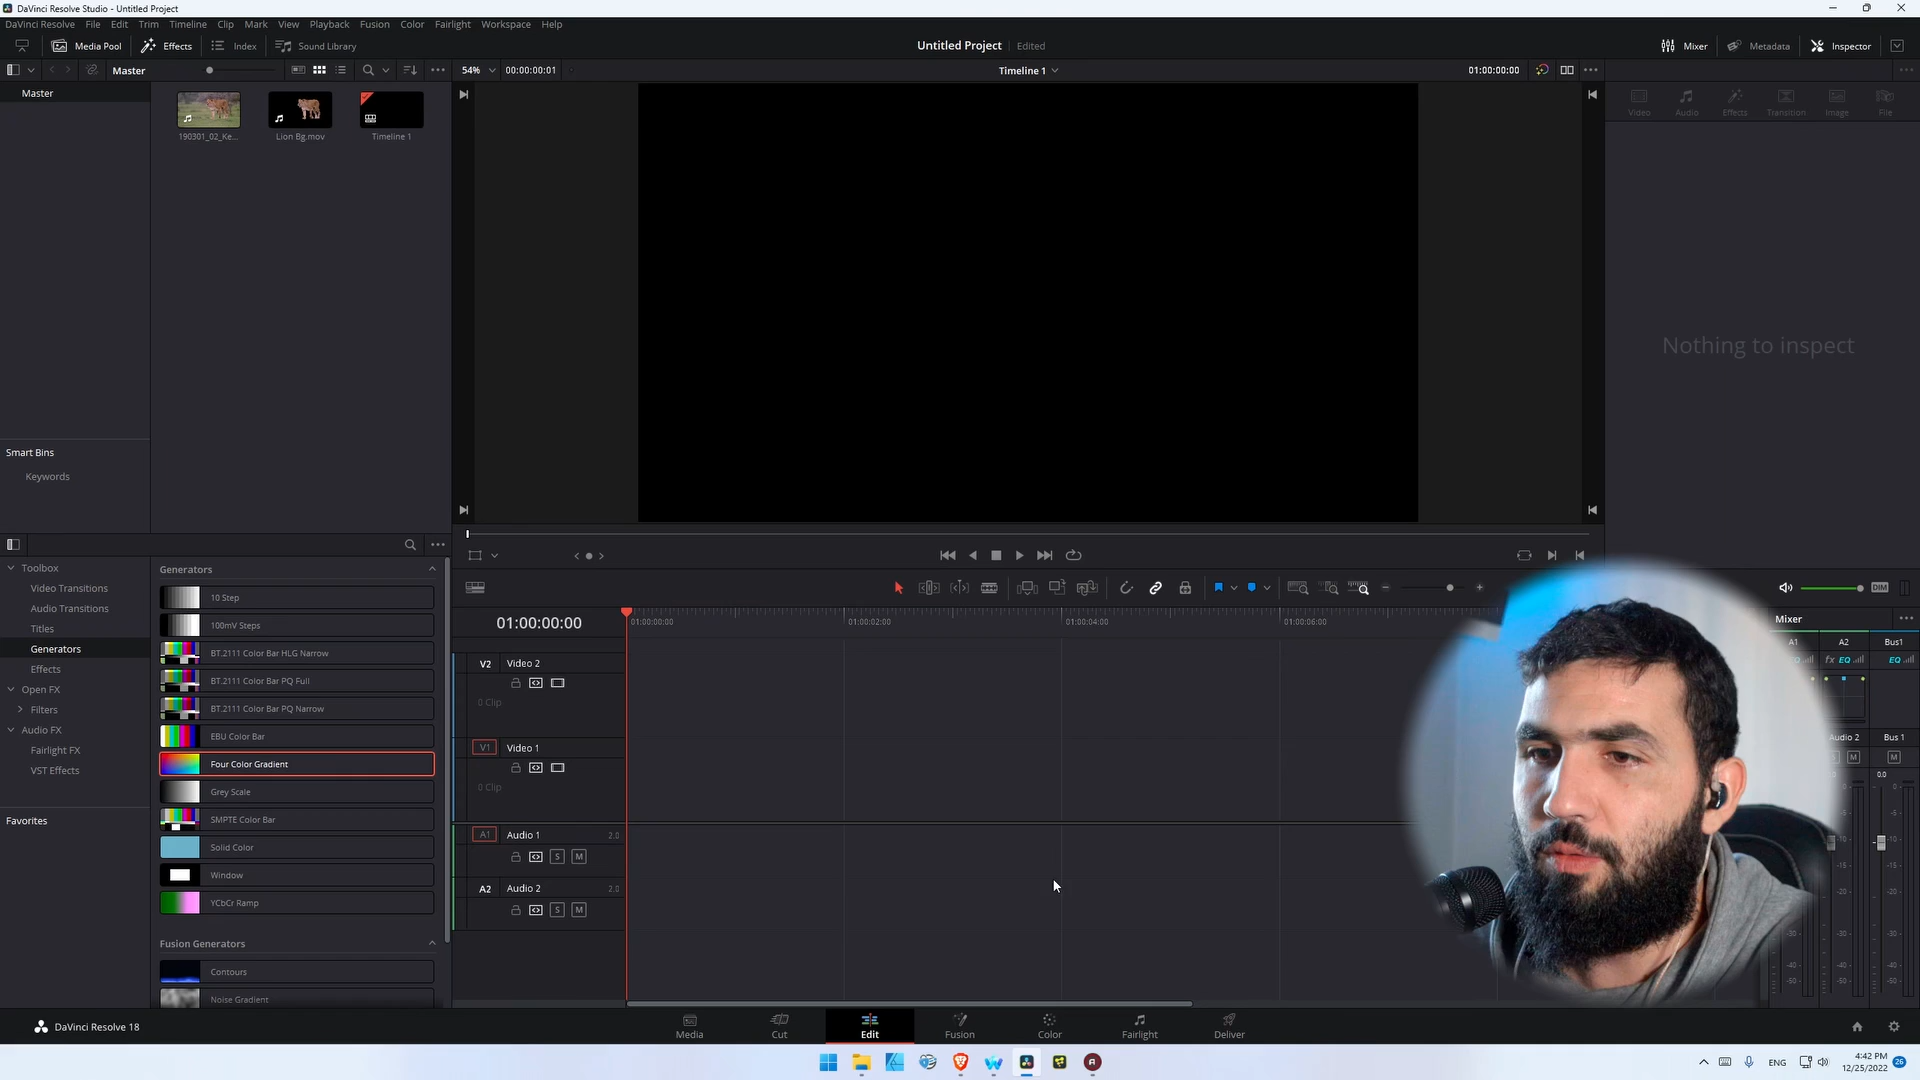 DaVinci Resolve Studio - Untitled Project
DaVinci Resolve File Edit Trim Timeline Clip Mark View Playback Fusion Color Fairlight Workspace Help
Media Pool Effects Index Sound Library Untitled Project Edited Mixer Metadata Inspector
Master 54% 00:00:00:01 Timeline 1 01:00:00:00
Master
Video Audio Effects Transition Image File
190301_02_Ke... Lion Bg.mov Timeline 1
Nothing to inspect
Smart Bins
Keywords
Toolbox
Video Transitions
Audio Transitions
Titles
Generators
Effects
Open FX
Filters
Audio FX
Fairlight FX
VST Effects
Favorites
Generators
10 Step
100mV Steps
BT.2111 Color Bar HLG Narrow
BT.2111 Color Bar PQ Full
BT.2111 Color Bar PQ Narrow
EBU Color Bar
Four Color Gradient
Grey Scale
SMPTE Color Bar
Solid Color
Window
YCbCr Ramp
Fusion Generators
Contours
Noise Gradient
01:00:00:00
01:00:00:00 01:00:02:00 01:00:04:00 01:00:06:00
V2 Video 2
0 Clip
V1 Video 1
0 Clip
A1 Audio 1 2.0
S M
A2 Audio 2 2.0
S M
DIM
Mixer
A1 A2 Bus1
fx EQ EQ
Audio 2 Bus 1
M M
0.0
DaVinci Resolve 18
Media Cut Edit Fusion Color Fairlight Deliver
ENG
4:42 PM
12/25/2022
26